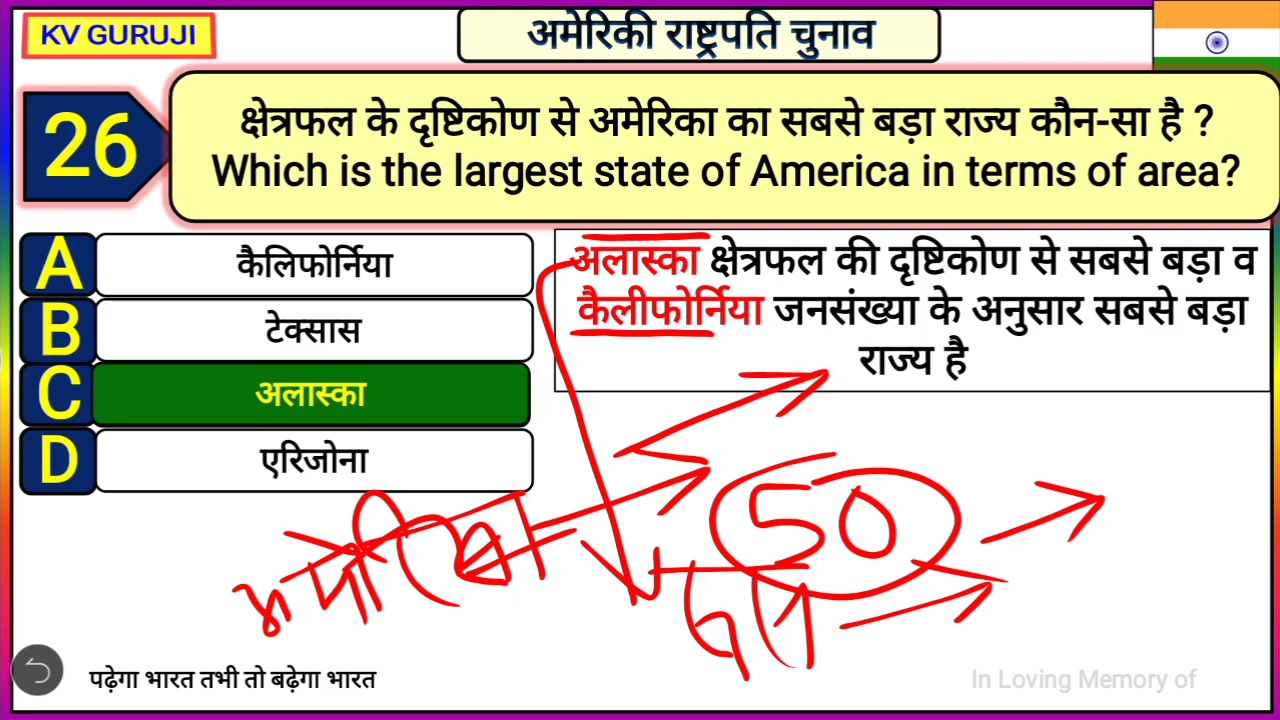 KV GURUJI
अमेरिकी राष्ट्रपति चुनाव
26
क्षेत्रफल के दृष्टिकोण से अमेरिका का सबसे बड़ा राज्य कौन-सा है ?
Which is the largest state of America in terms of area?
A कैलिफोर्निया
B टेक्सास
C अलास्का
D एरिजोना
अलास्का क्षेत्रफल की दृष्टिकोण से सबसे बड़ा व
कैलीफोर्निया जनसंख्या के अनुसार सबसे बड़ा
राज्य है
50
पढ़ेगा भारत तभी तो बढ़ेगा भारत
In Loving Memory of